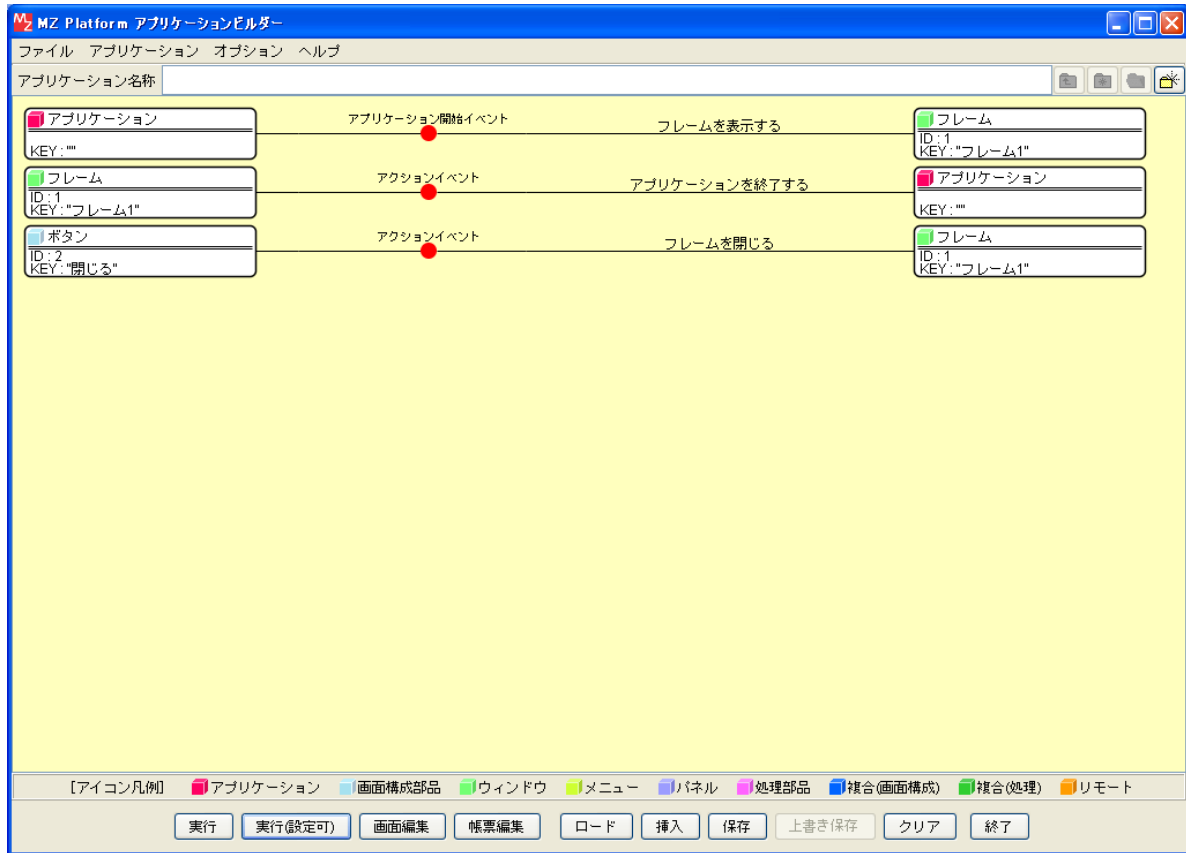 MZ Platform アプリケーションビルダー
ファイル アプリケーション オプション ヘルプ
アプリケーション名称
アプリケーション アプリケーション開始イベント フレームを表示する フレーム
KEY:"" ID:1
KEY:"フレーム1"
フレーム アクションイベント アプリケーションを終了する アプリケーション
ID:1
KEY:"フレーム1" KEY:""
ボタン アクションイベント フレームを閉じる フレーム
ID:2 ID:1
KEY:"閉じる" KEY:"フレーム1"
[アイコン凡例] アプリケーション 画面構成部品 ウィンドウ メニュー パネル 処理部品 複合(画面構成) 複合(処理) リモート
実行 実行(設定可) 画面編集 帳票編集 ロード 挿入 保存 上書き保存 クリア 終了